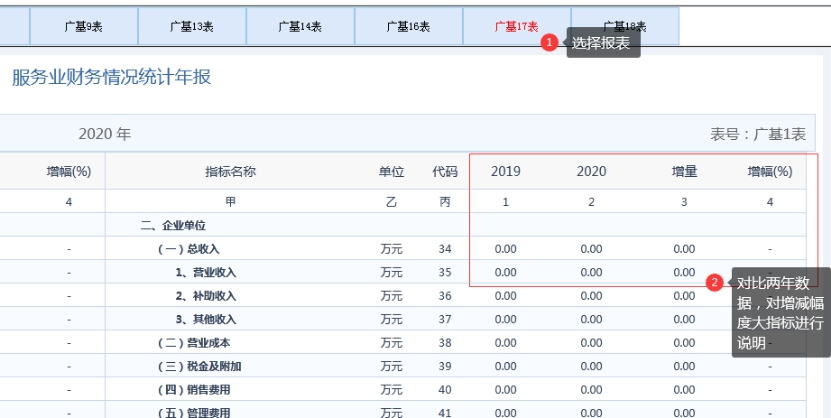 广基9表 广基13表 广基14表 广基16表 广基17表 广基18表
1 选择报表
服务业财务情况统计年报
2020 年 表号：广基1表
增幅(%) 指标名称 单位 代码 2019 2020 增量 增幅(%)
4 甲 乙 丙 1 2 3 4
二、企业单位
- （一）总收入 万元 34 0.00 0.00 0.00 -
- 1、营业收入 万元 35 0.00 0.00 0.00
- 2、补助收入 万元 36 0.00 0.00 0.00
- 3、其他收入 万元 37 0.00 0.00 0.00
- （二）营业成本 万元 38 0.00 0.00 0.00 -
- （三）税金及附加 万元 39 0.00 0.00 0.00 -
- （四）销售费用 万元 40 0.00 0.00 0.00 -
- （五）管理费用 万元 41 0.00 0.00 0.00 -
2 对比两年数
据，对增减幅
度大指标进行
说明